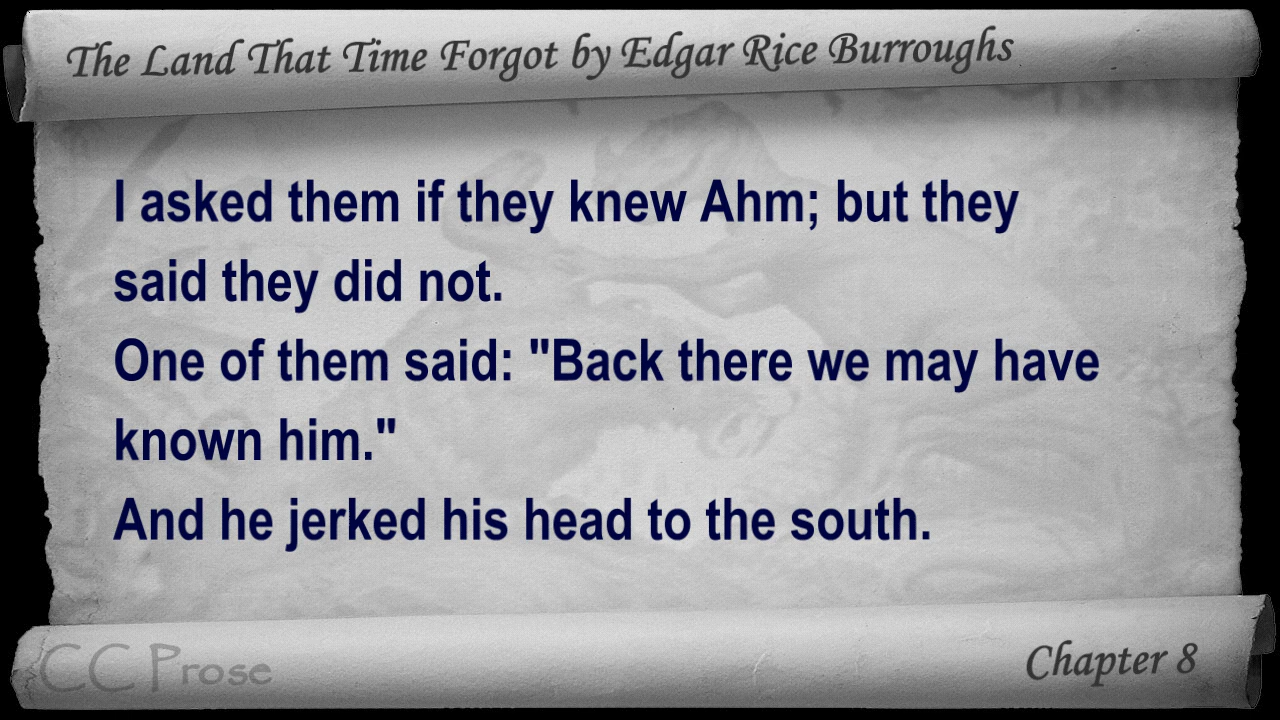 The Land That Time Forgot by Edgar Rice Burroughs
I asked them if they knew Ahm; but they
said they did not.
One of them said: "Back there we may have
known him."
And he jerked his head to the south.
CC Prose
Chapter 8